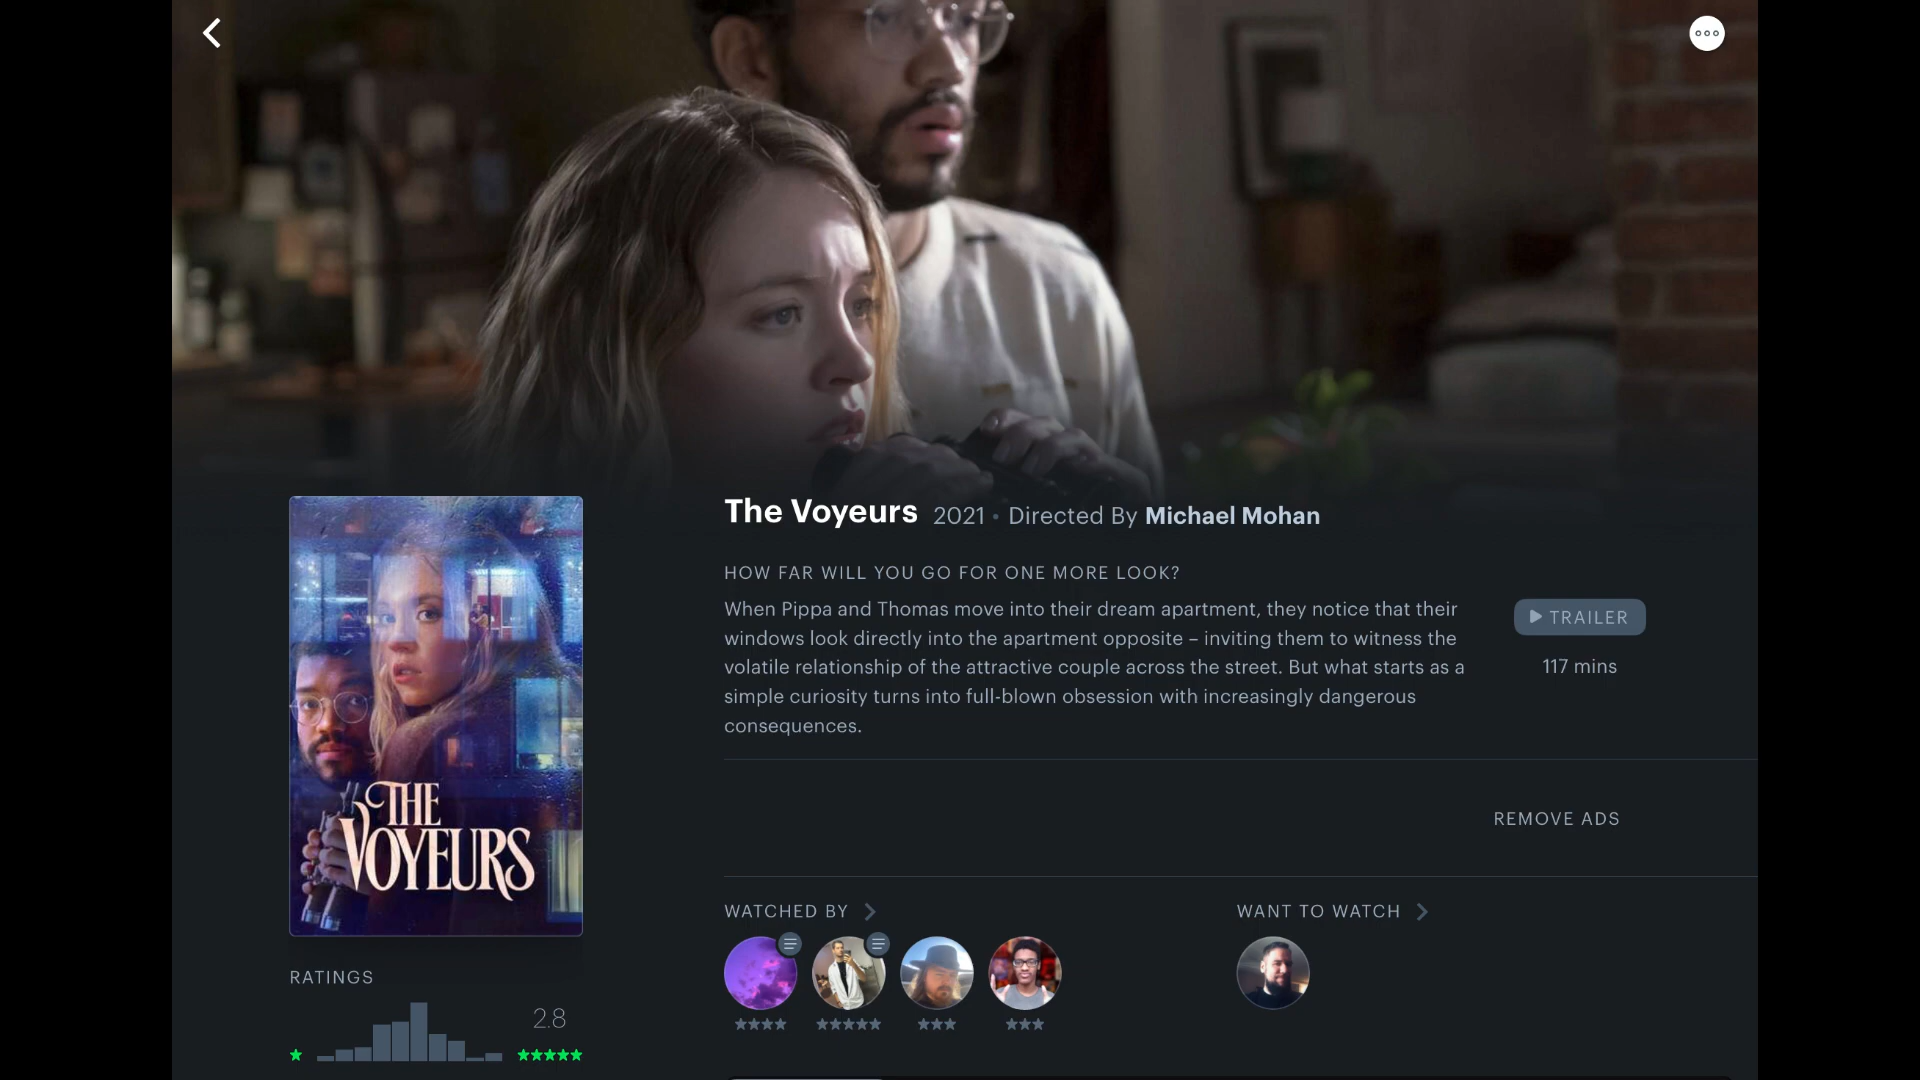 The Voyeurs 2021 • Directed By Michael Mohan
HOW FAR WILL YOU GO FOR ONE MORE LOOK?
When Pippa and Thomas move into their dream apartment, they notice that their
windows look directly into the apartment opposite – inviting them to witness the
volatile relationship of the attractive couple across the street. But what starts as a
simple curiosity turns into full-blown obsession with increasingly dangerous
consequences.
TRAILER
117 mins
THE
VOYEURS
REMOVE ADS
WATCHED BY
WANT TO WATCH
RATINGS
2.8